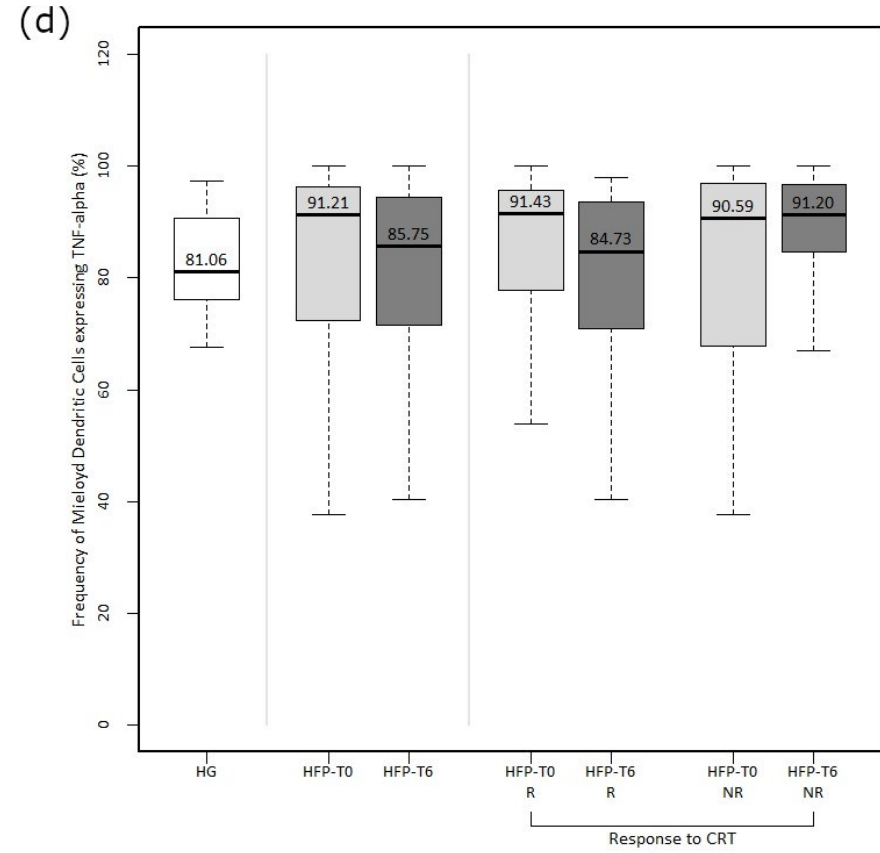 (d)
Frequency of Mieloyd Dendritic Cells expressing TNF-alpha (%)
120
100
80
60
40
20
0
81.06
91.21
85.75
91.43
84.73
90.59
91.20
HG
HFP-T0
HFP-T6
HFP-T0
R
HFP-T6
R
HFP-T0
NR
HFP-T6
NR
Response to CRT